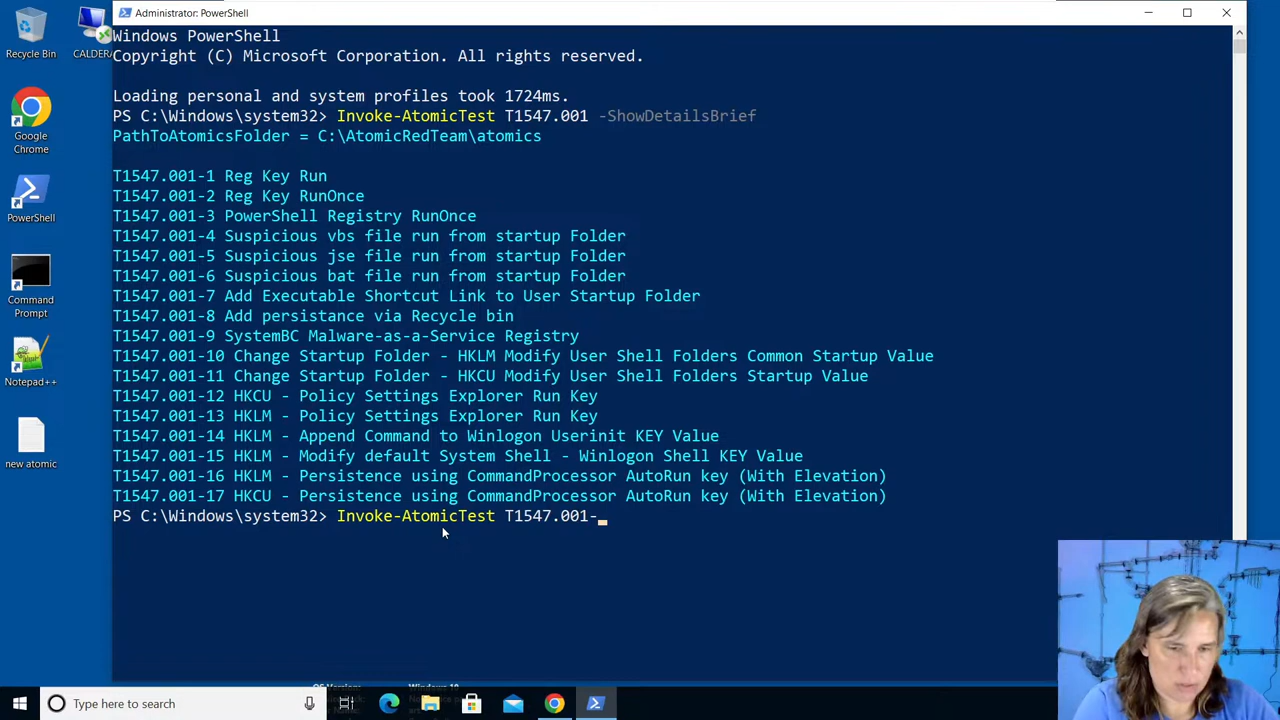 Recycle Bin
CALDERA
Google
Chrome
PowerShell
Command
Prompt
Notepad++
new atomic
Administrator: PowerShell
Windows PowerShell
Copyright (C) Microsoft Corporation. All rights reserved.
Loading personal and system profiles took 1724ms.
PS C:\Windows\system32> Invoke-AtomicTest T1547.001 -ShowDetailsBrief
PathToAtomicsFolder = C:\AtomicRedTeam\atomics
T1547.001-1 Reg Key Run
T1547.001-2 Reg Key RunOnce
T1547.001-3 PowerShell Registry RunOnce
T1547.001-4 Suspicious vbs file run from startup Folder
T1547.001-5 Suspicious jse file run from startup Folder
T1547.001-6 Suspicious bat file run from startup Folder
T1547.001-7 Add Executable Shortcut Link to User Startup Folder
T1547.001-8 Add persistance via Recycle bin
T1547.001-9 SystemBC Malware-as-a-Service Registry
T1547.001-10 Change Startup Folder - HKLM Modify User Shell Folders Common Startup Value
T1547.001-11 Change Startup Folder - HKCU Modify User Shell Folders Startup Value
T1547.001-12 HKCU - Policy Settings Explorer Run Key
T1547.001-13 HKLM - Policy Settings Explorer Run Key
T1547.001-14 HKLM - Append Command to Winlogon Userinit KEY Value
T1547.001-15 HKLM - Modify default System Shell - Winlogon Shell KEY Value
T1547.001-16 HKLM - Persistence using CommandProcessor AutoRun key (With Elevation)
T1547.001-17 HKCU - Persistence using CommandProcessor AutoRun key (With Elevation)
PS C:\Windows\system32> Invoke-AtomicTest T1547.001-_
Type here to search